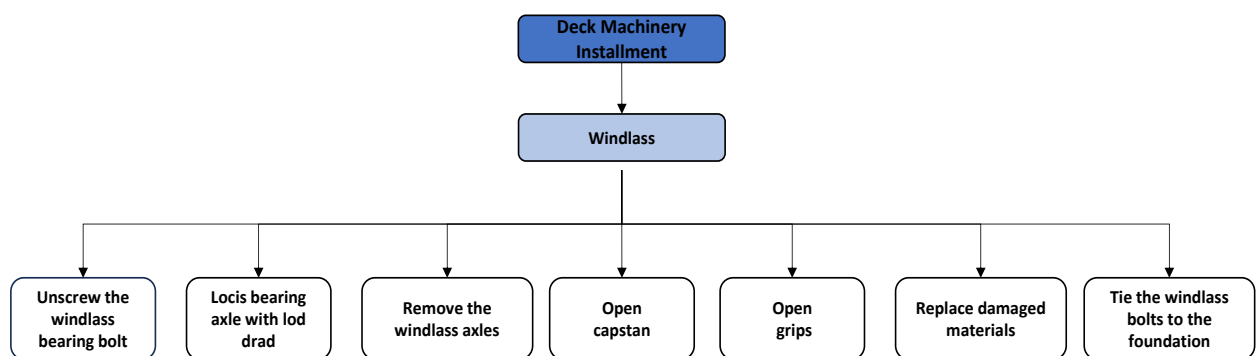 Deck Machinery
Installment
Windlass
Unscrew the
windlass
bearing bolt
Locis bearing
axle with lod
drad
Remove the
windlass axles
Open
capstan
Open
grips
Replace damaged
materials
Tie the windlass
bolts to the
foundation